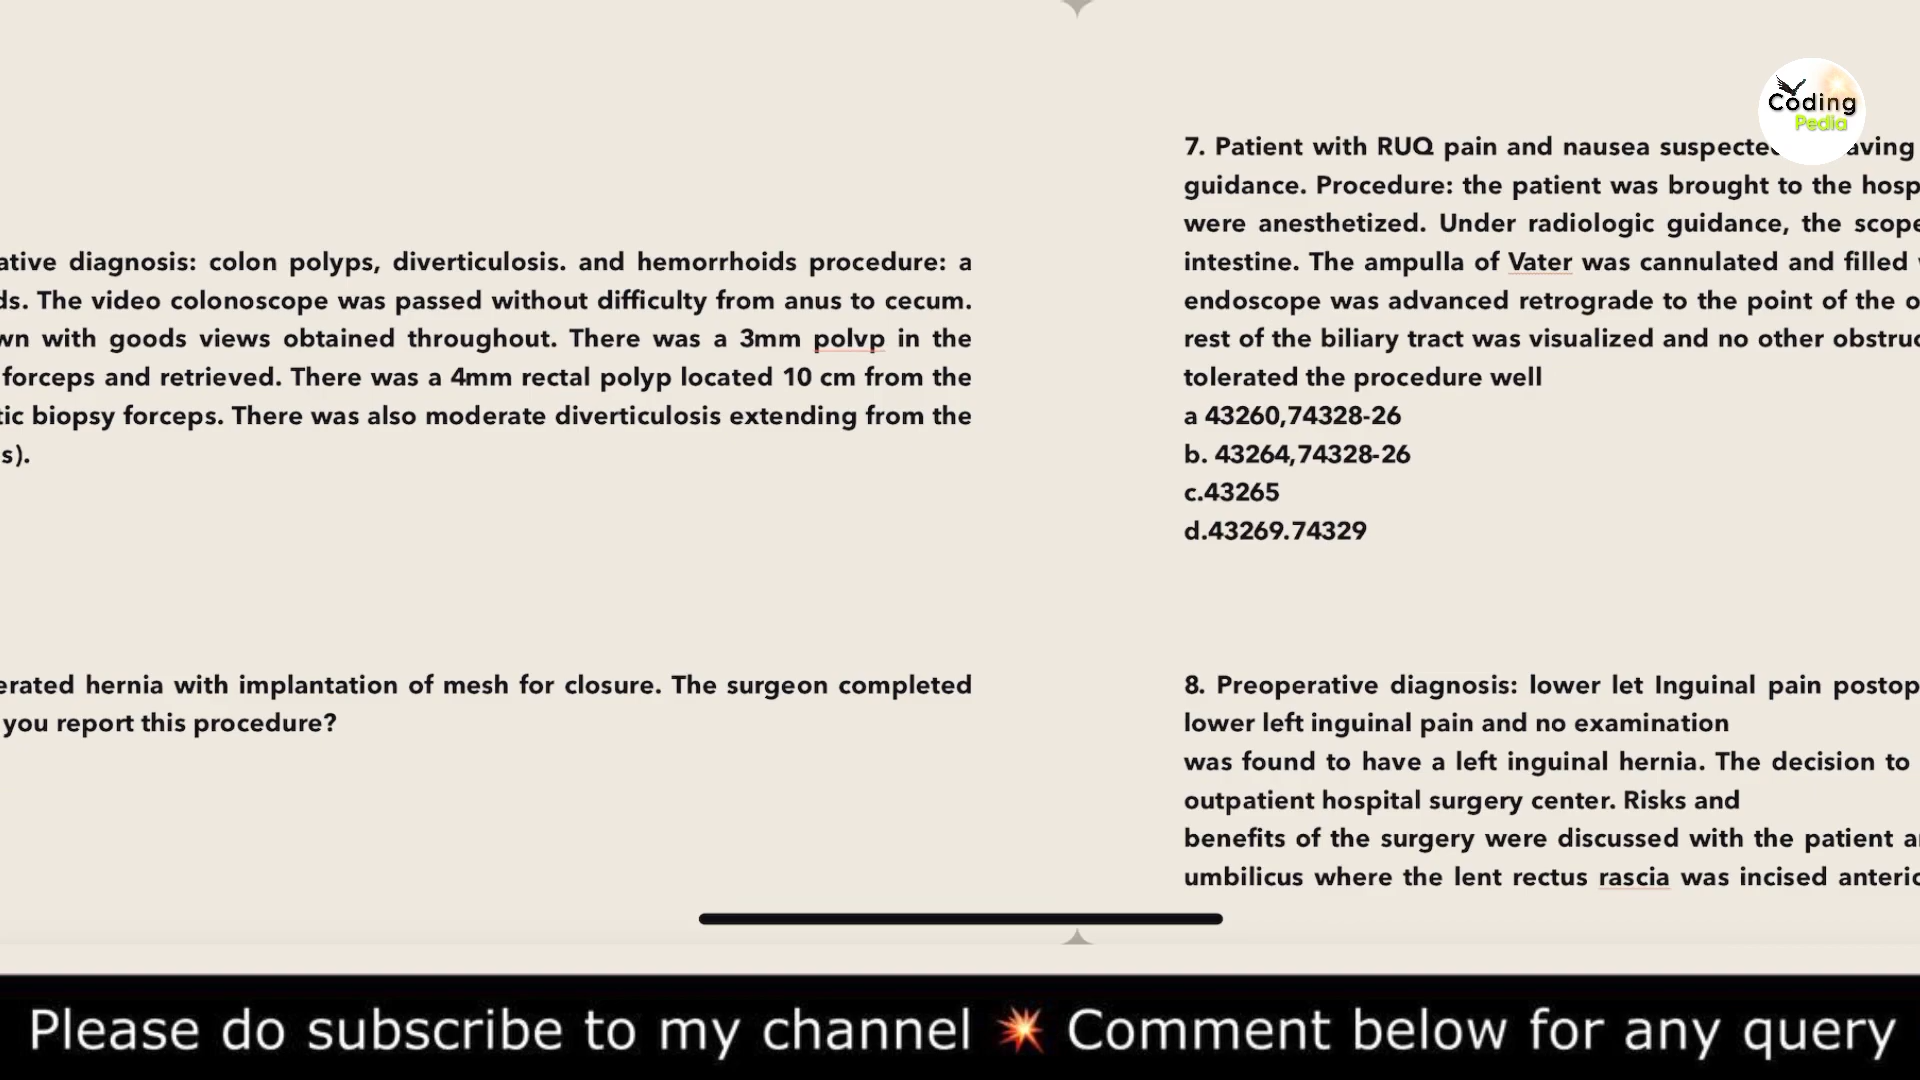 Coding
Pedia
ative diagnosis: colon polyps, diverticulosis. and hemorrhoids procedure: a
ds. The video colonoscope was passed without difficulty from anus to cecum.
wn with goods views obtained throughout. There was a 3mm polvp in the
forceps and retrieved. There was a 4mm rectal polyp located 10 cm from the
tic biopsy forceps. There was also moderate diverticulosis extending from the
s).
erated hernia with implantation of mesh for closure. The surgeon completed
you report this procedure?
7. Patient with RUQ pain and nausea suspected aving
guidance. Procedure: the patient was brought to the hosp
were anesthetized. Under radiologic guidance, the scope
intestine. The ampulla of Vater was cannulated and filled
endoscope was advanced retrograde to the point of the o
rest of the biliary tract was visualized and no other obstruc
tolerated the procedure well
a 43260,74328-26
b. 43264,74328-26
c.43265
d.43269.74329
8. Preoperative diagnosis: lower let Inguinal pain postop
lower left inguinal pain and no examination
was found to have a left inguinal hernia. The decision to
outpatient hospital surgery center. Risks and
benefits of the surgery were discussed with the patient a
umbilicus where the lent rectus rascia was incised anteric
Please do subscribe to my channel 💥 Comment below for any query